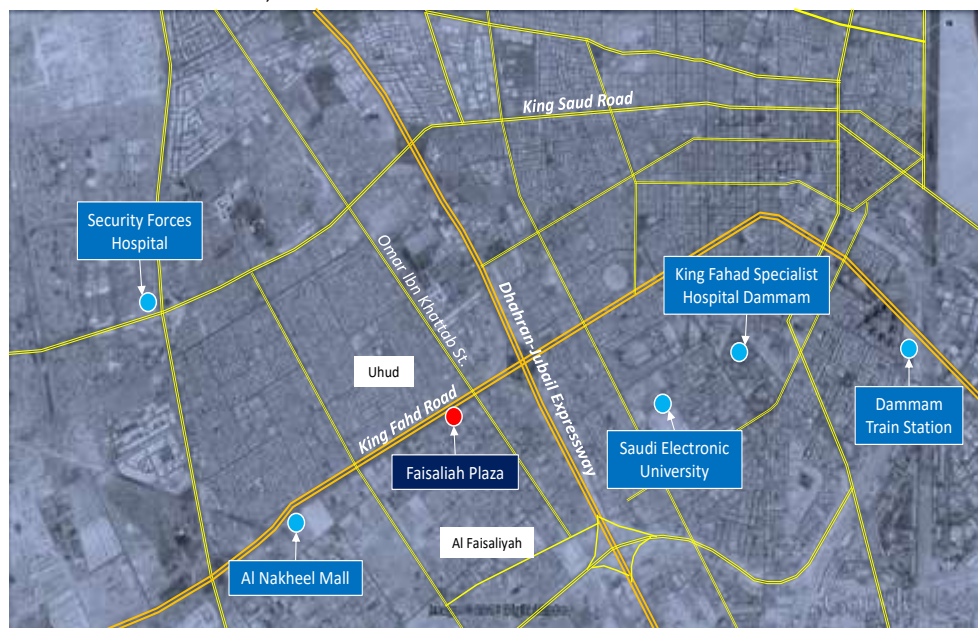 King Saud Road
Security Forces
Hospital
Omar Ibn Khattab St.
King Fahad Specialist
Hospital Dammam
Dhahran-Jubail Expressway
Uhud
King Fahd Road
Dammam
Train Station
Saudi Electronic
University
Faisaliah Plaza
Al Faisaliyah
Al Nakheel Mall